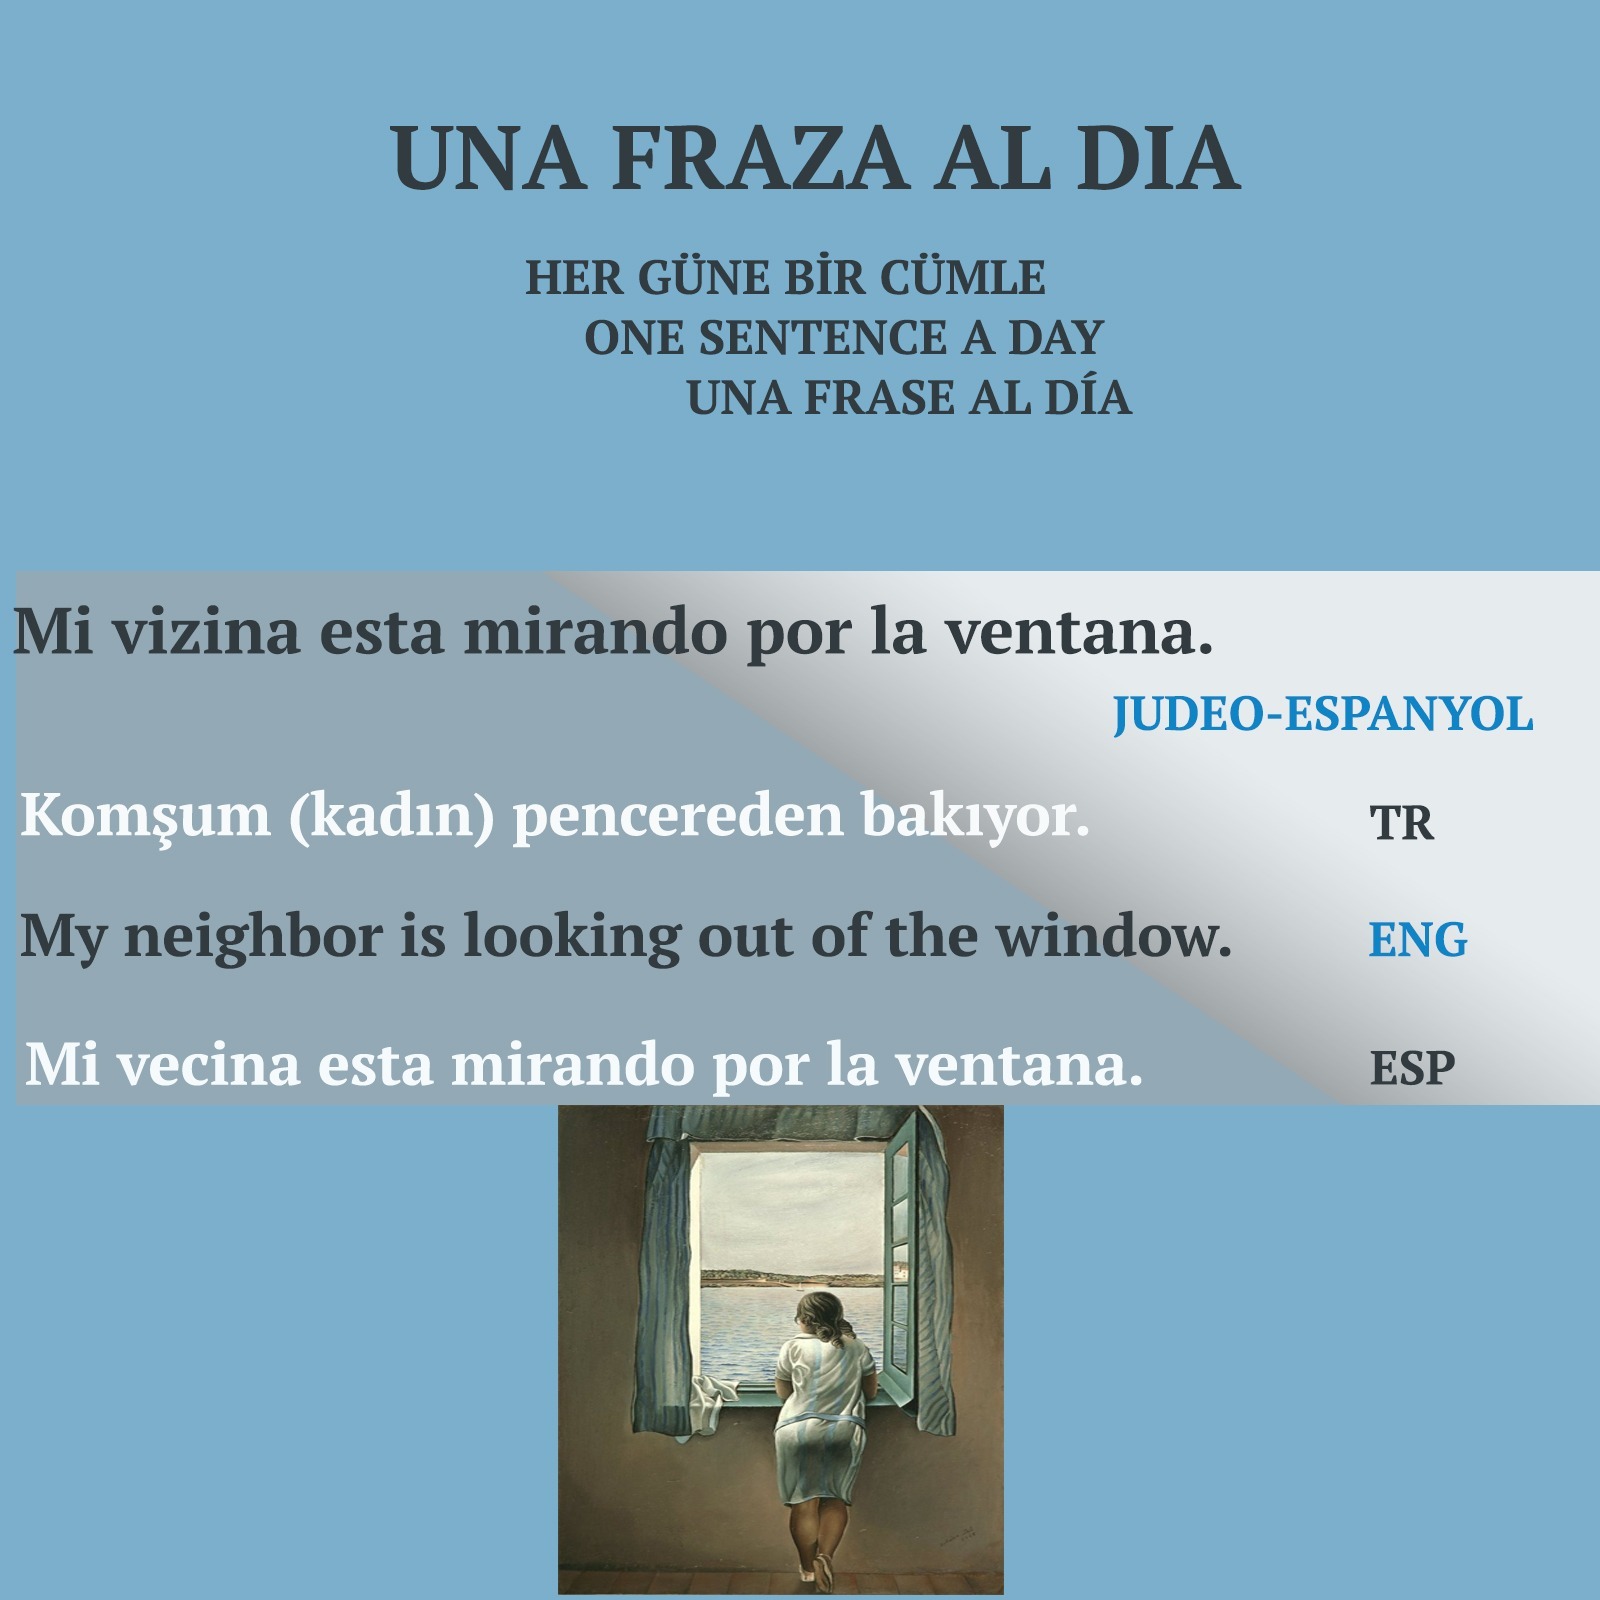 UNA FRAZA AL DIA
HER GÜNE BİR CÜMLE
ONE SENTENCE A DAY
UNA FRASE AL DÍA
Mi vizina esta mirando por la ventana.
JUDEO-ESPANYOL
Komşum (kadın) pencereden bakıyor.
TR
My neighbor is looking out of the window.
ENG
Mi vecina esta mirando por la ventana.
ESP